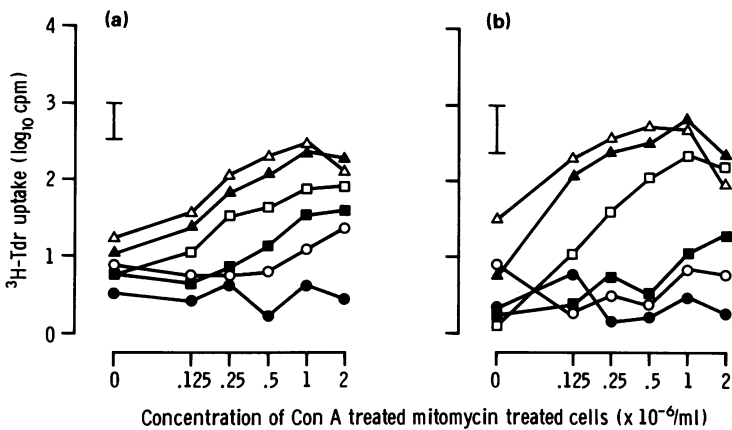 (a)
(b)
4
3
2
1
0
³H-Tdr uptake (log₁₀ cpm)
0 .125 .25 .5 1 2
0 .125 .25 .5 1 2
Concentration of Con A treated mitomycin treated cells (x 10⁻⁶/ml)